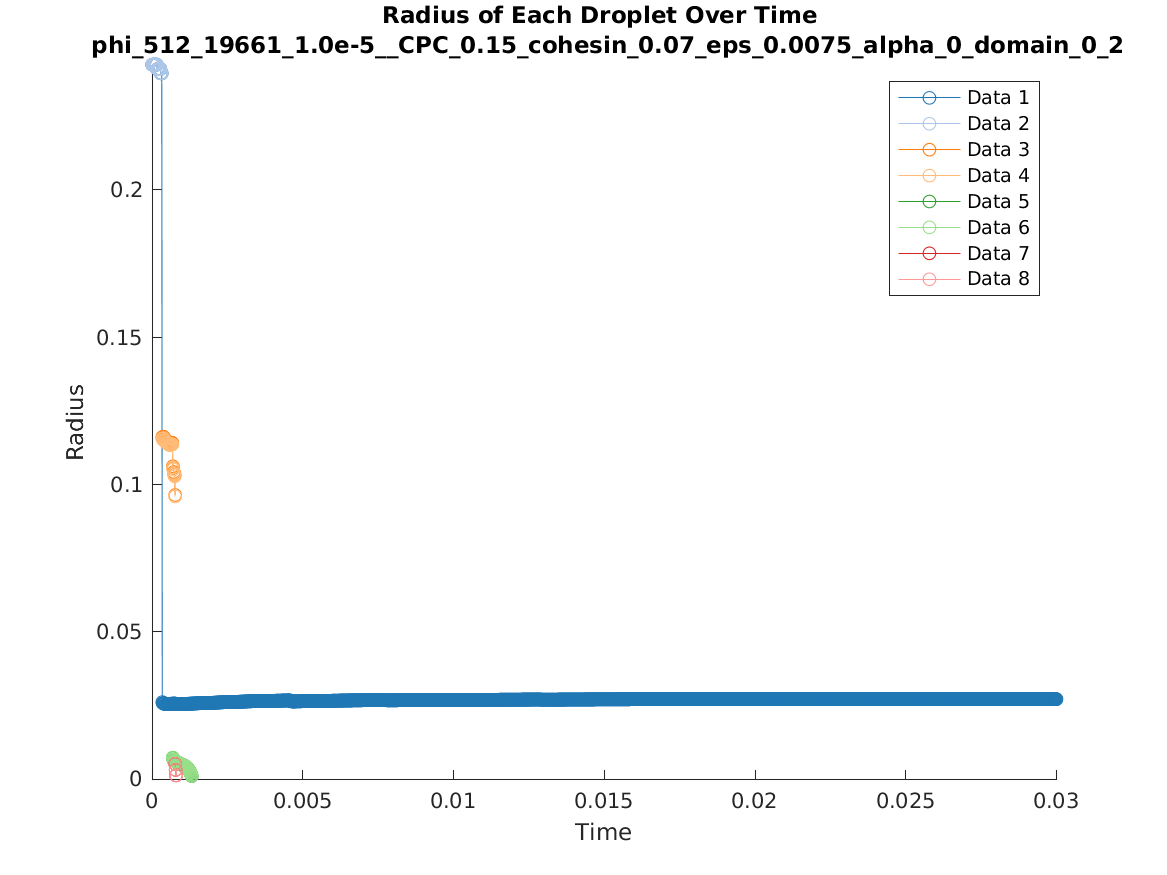 Radius of Each Droplet Over Time
phi_512_19661_1.0e-5__CPC_0.15_cohesin_0.07_eps_0.0075_alpha_0_domain_0_2
Data 1
Data 2
Data 3
Data 4
Data 5
Data 6
Data 7
Data 8
0.2
0.15
0.1
0.05
0
Radius
0
0.005
0.01
0.015
0.02
0.025
0.03
Time